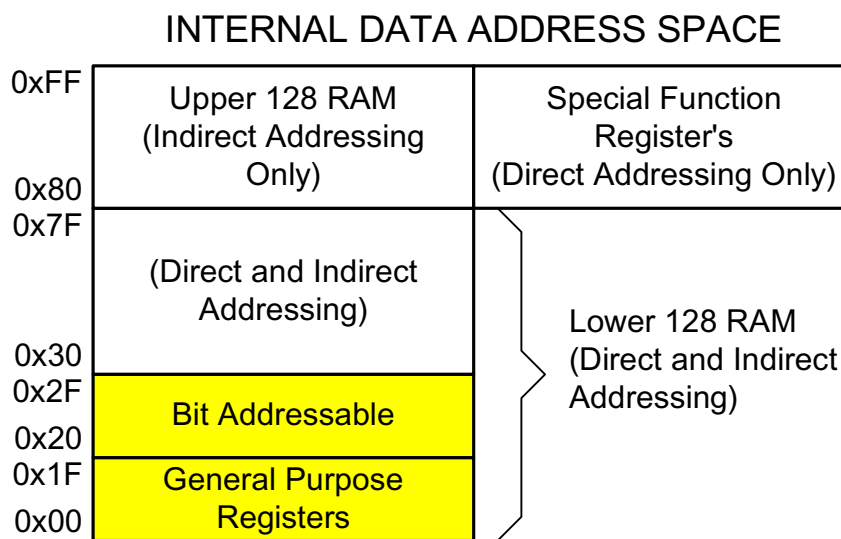 INTERNAL DATA ADDRESS SPACE
0xFF
Upper 128 RAM
(Indirect Addressing
Only)
0x80
Special Function
Register's
(Direct Addressing Only)
0x7F
(Direct and Indirect
Addressing)
0x30
Lower 128 RAM
(Direct and Indirect
Addressing)
0x2F
Bit Addressable
0x20
0x1F
General Purpose
Registers
0x00